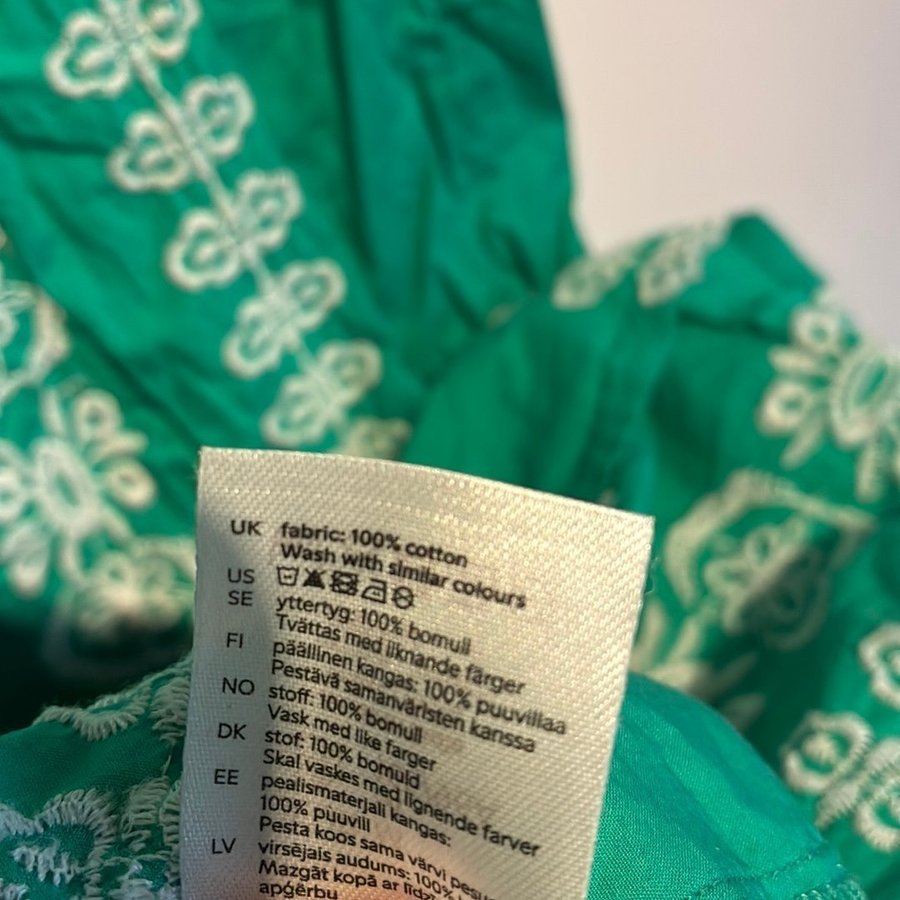 UK fabric: 100% cotton
Wash with similar colours
US
SE yttertyg: 100% bomull
Tvättas med liknande färger
FI päällinen kangas: 100% puuvillaa
Pestävä samanväristen kanssa
NO stoff: 100% bomull
Vask med like farger
DK stof: 100% bomuld
Skal vaskes med lignende farver
EE pealismaterjali kangas:
100% puuvill
Pesta koos sama värvi
LV virsējais audums: 100%
Mazgāt kopā ar
apģērbu